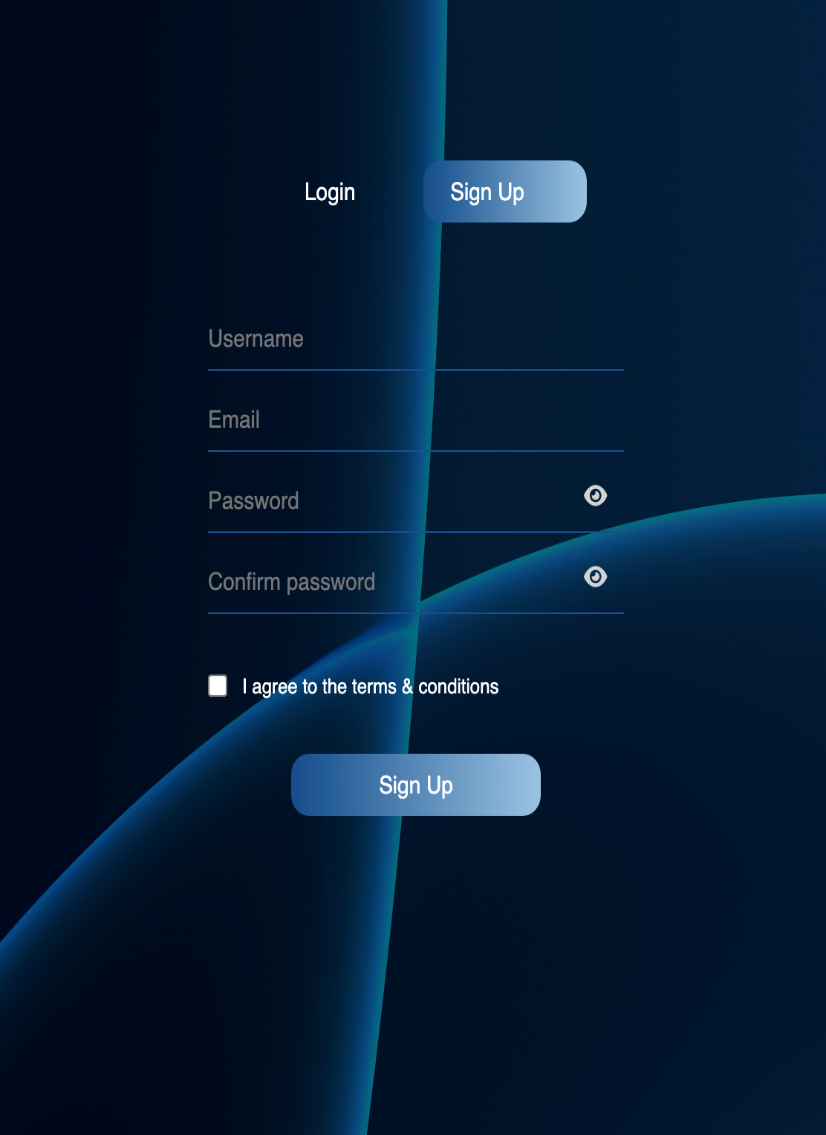 Login Sign Up
Username
Email
Password
Confirm password
I agree to the terms & conditions
Sign Up